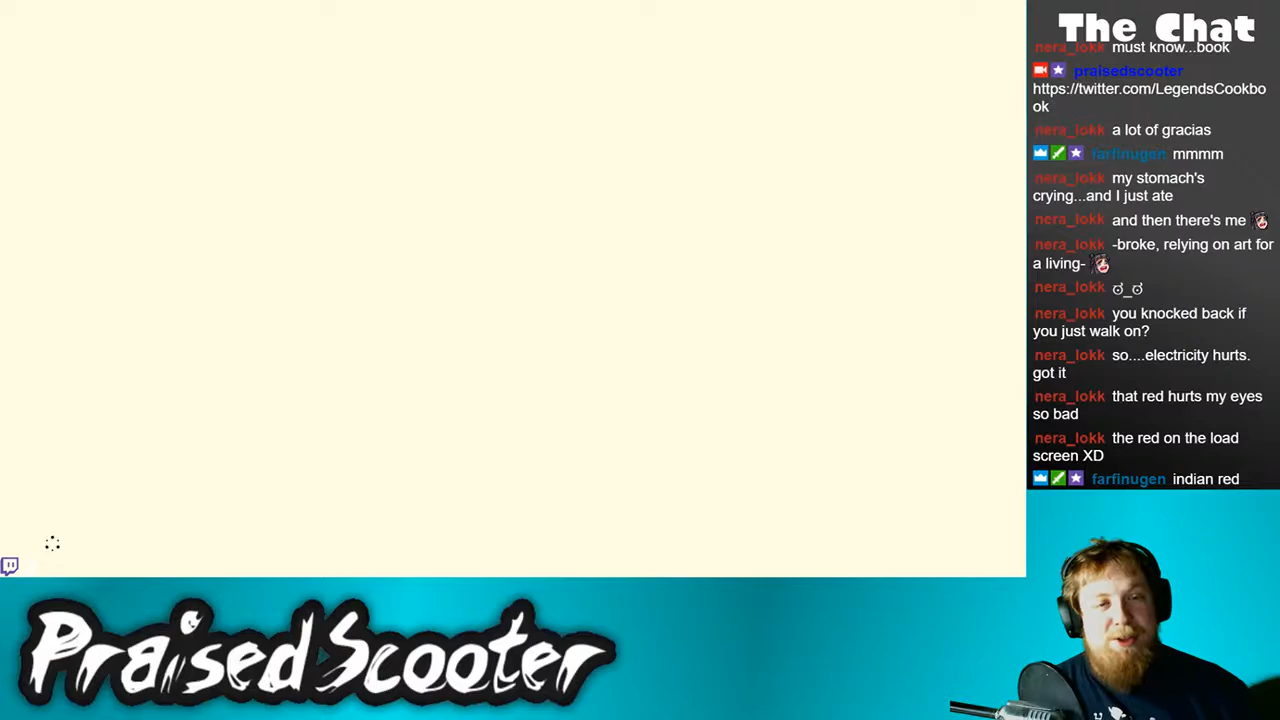 The Chat
nera_lokk must know...book
praisedscooter
https://twitter.com/LegendsCookbo
ok
nera_lokk a lot of gracias
farfinugen mmmm
nera_lokk my stomach's
crying...and I just ate
nera_lokk and then there's me
nera_lokk -broke, relying on art for
a living-
nera_lokk ಠ_ಠ
nera_lokk you knocked back if
you just walk on?
nera_lokk so....electricity hurts.
got it
nera_lokk that red hurts my eyes
so bad
nera_lokk the red on the load
screen XD
farfinugen indian red
PraisedScooter